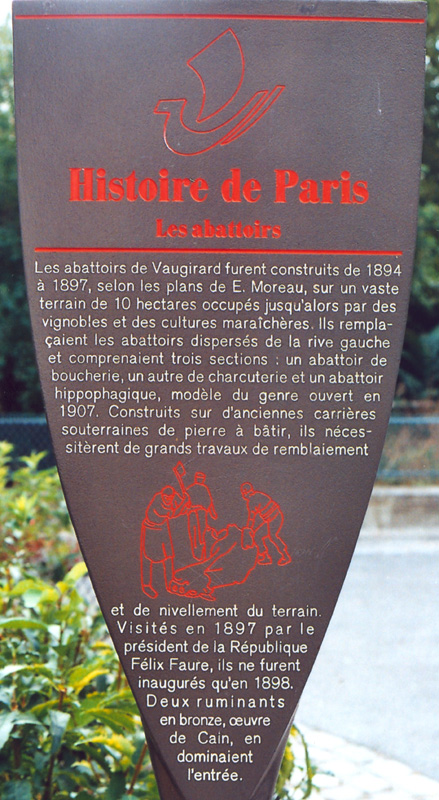 Histoire de Paris
Les abattoirs
Les abattoirs de Vaugirard furent construits de 1894
à 1897, selon les plans de E. Moreau, sur un vaste
terrain de 10 hectares occupés jusqu'alors par des
vignobles et des cultures maraîchères. Ils rempla-
çaient les abattoirs dispersés de la rive gauche
et comprenaient trois sections : un abattoir de
boucherie, un autre de charcuterie et un abattoir
hippophagique, modèle du genre ouvert en
1907. Construits sur d'anciennes carrières
souterraines de pierre à bâtir, ils néces-
sitèrent de grands travaux de remblaiement
et de nivellement du terrain.
Visités en 1897 par le
président de la République
Félix Faure, ils ne furent
inaugurés qu'en 1898.
Deux ruminants
en bronze, œuvre
de Cain, en
dominaient
l'entrée.